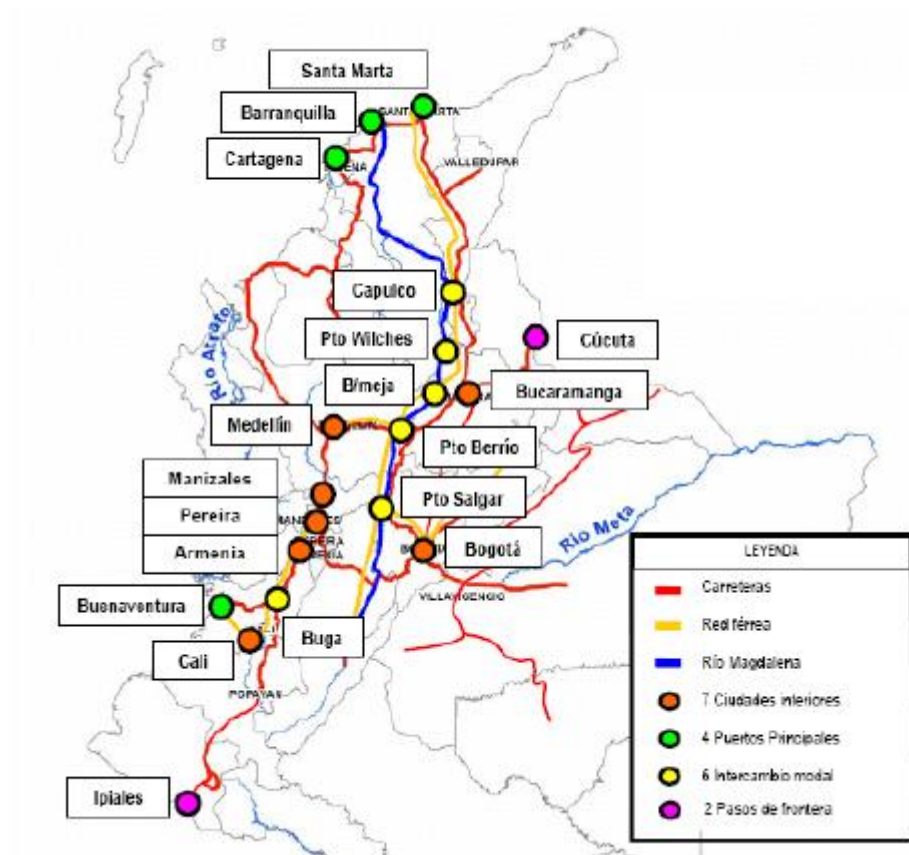 Santa Marta
Barranquilla
Cartagena
VALLEDUPAR
Capulco
Pto Wilches
Cúcuta
Río Atrato
B/meja
Bucaramanga
Medellín
Pto Berrío
Manizales
Pto Salgar
Pereira
Armenia
Bogotá
Río Meta
VILLAVICENCIO
Buenaventura
Buga
Cali
POPAYAN
Ipiales
LEYENDA
Carreteras
Red férrea
Río Magdalena
7 Ciudades interiores
4 Puertos Principales
6 Intercambio modal
2 Pasos de frontera